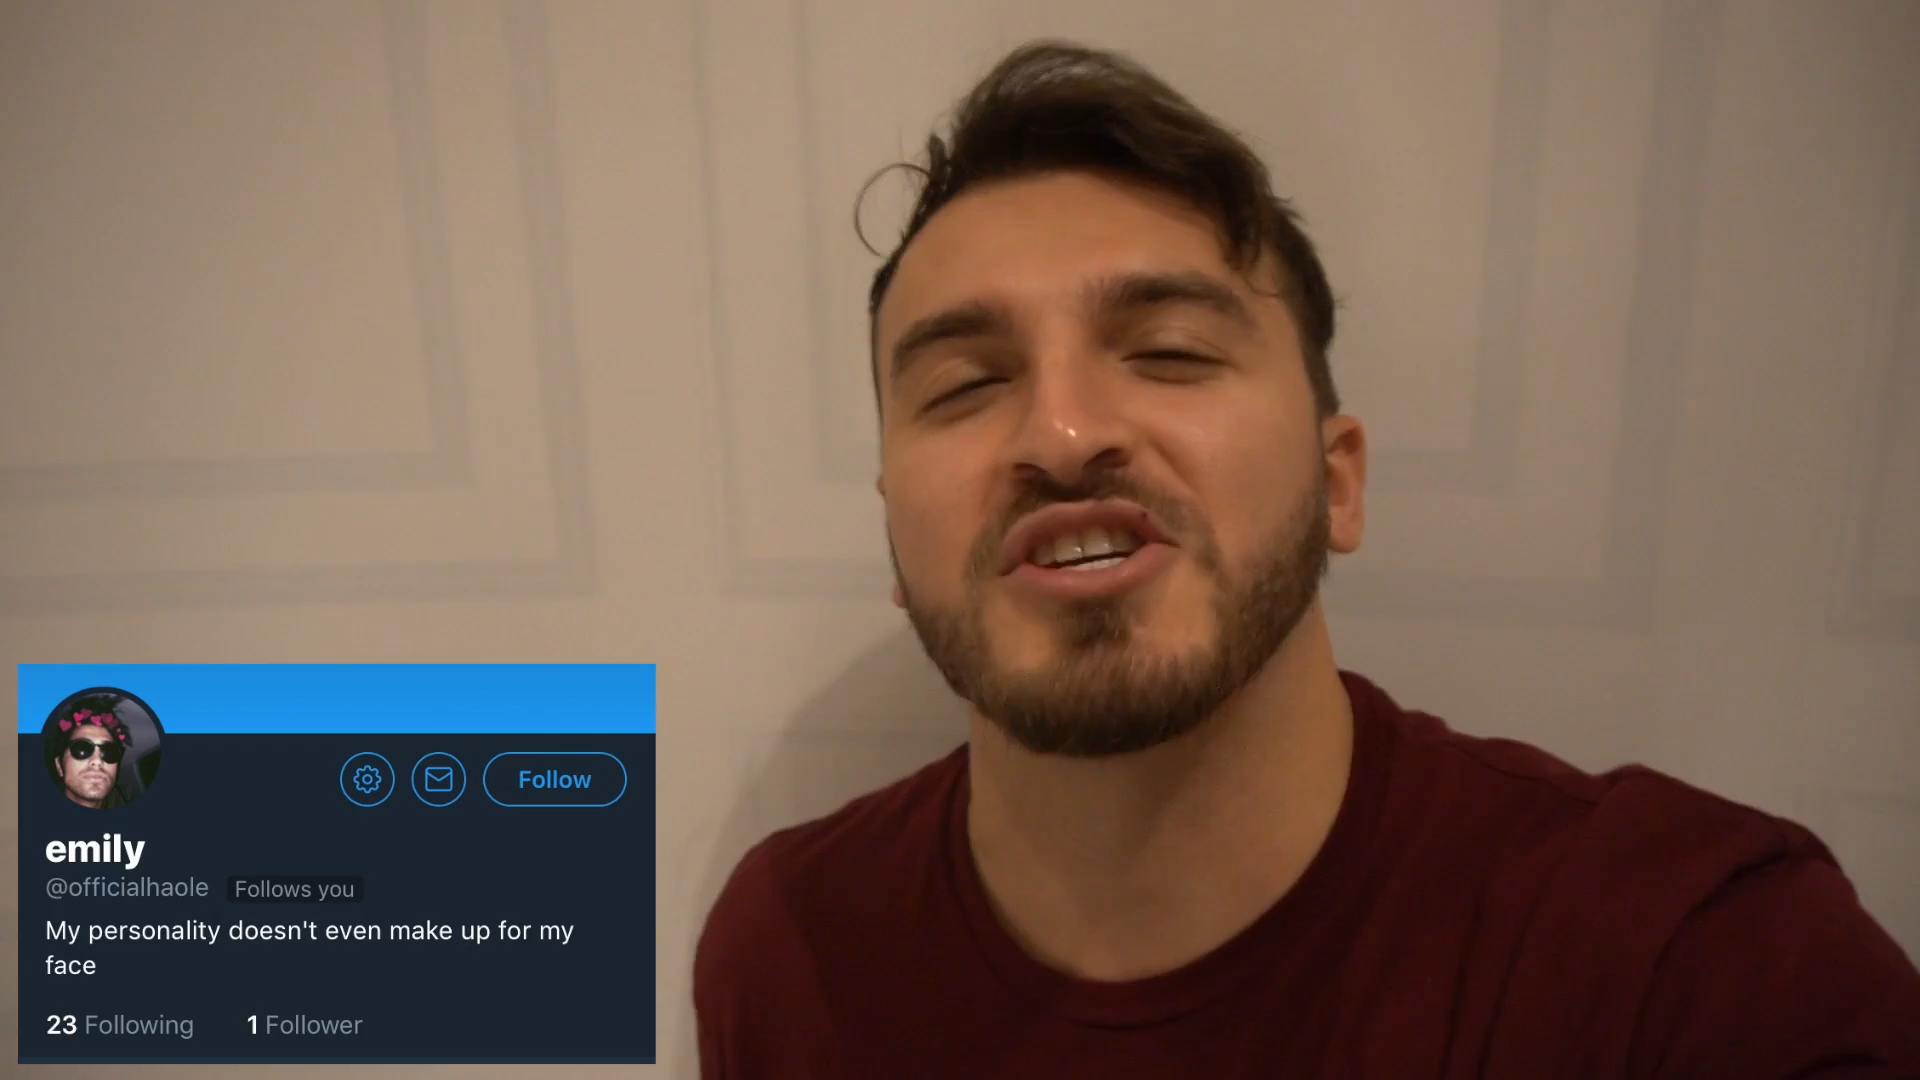 Follow
emily
@officialhaole Follows you
My personality doesn't even make up for my
face
23 Following 1 Follower